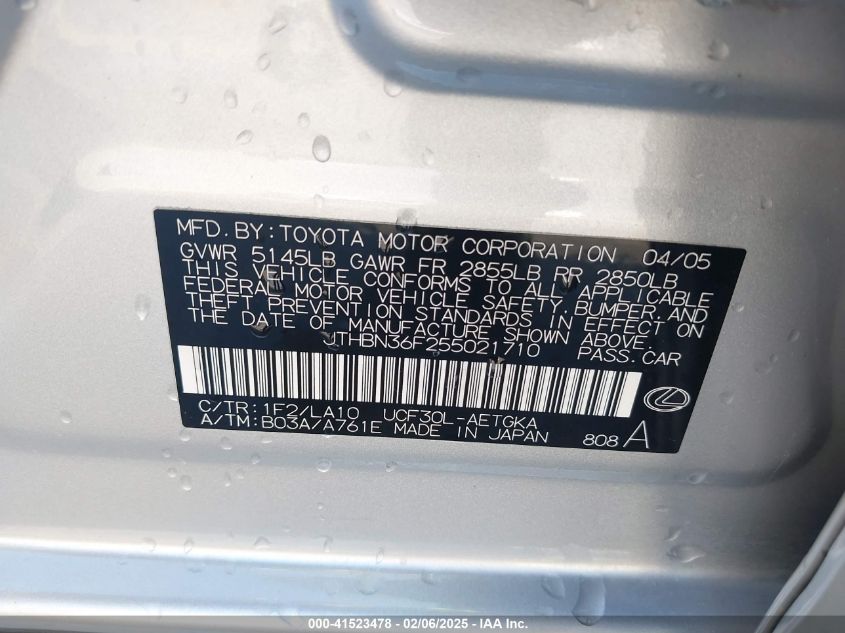 MFD. BY: TOYOTA MOTOR CORPORATION 04/05
GVWR 5145LB GAWR FR 2855LB RR 2850LB
THIS VEHICLE CONFORMS TO ALL APPLICABLE
FEDERAL MOTOR VEHICLE SAFETY, BUMPER, AND
THEFT PREVENTION STANDARDS IN EFFECT ON
THE DATE OF MANUFACTURE SHOWN ABOVE.
JTHBN36F255021710 PASS. CAR
C/TR: 1F2/LA10 UCF30L-AETGKA
A/TM: B03A/A761E MADE IN JAPAN 808 A
000-41523478 - 02/06/2025 - IAA Inc.